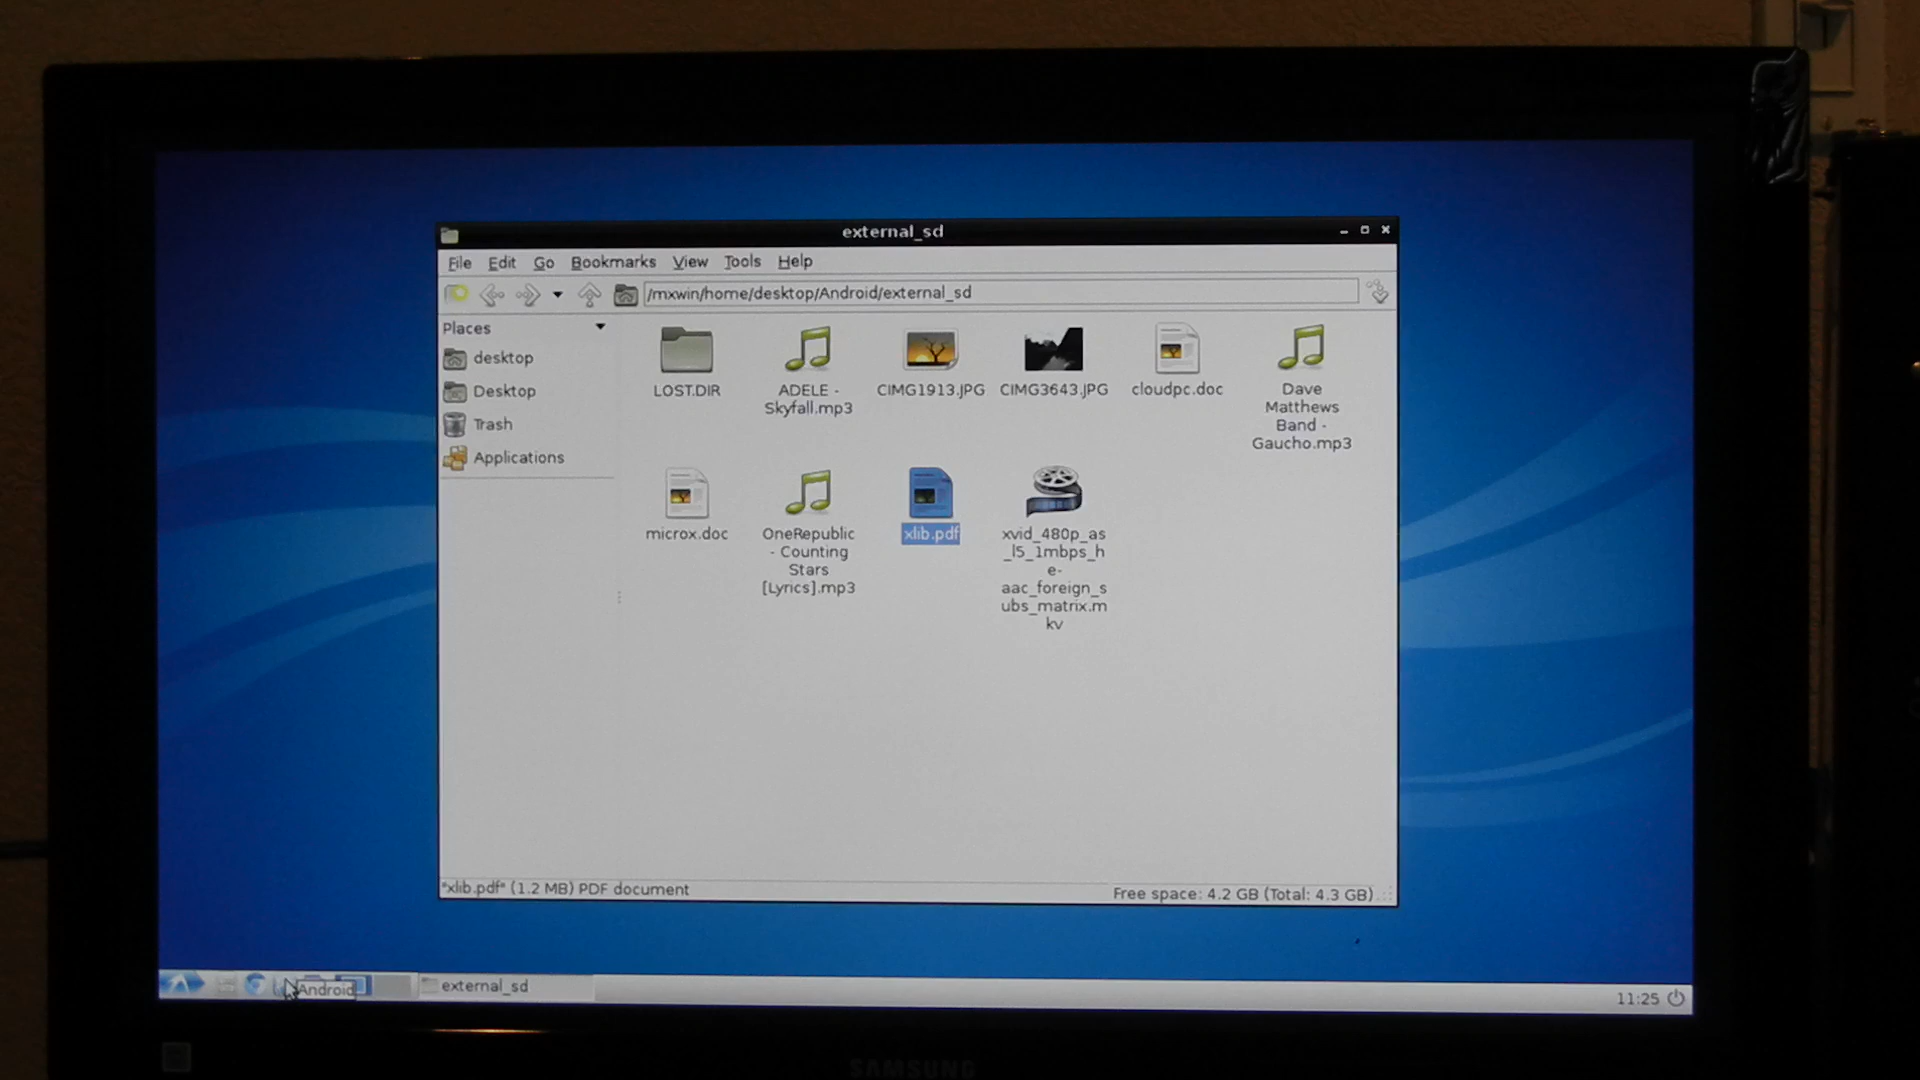 external_sd
File Edit Go Bookmarks View Tools Help
/mxwin/home/desktop/Android/external_sd
Places
desktop
Desktop
Trash
Applications
LOST.DIR
ADELE -
Skyfall.mp3
CIMG1913.JPG
CIMG3643.JPG
cloudpc.doc
Dave
Matthews
Band -
Gaucho.mp3
microx.doc
OneRepublic
- Counting
Stars
[Lyrics].mp3
xlib.pdf
xvid_480p_as
_l5_1mbps_h
e-
aac_foreign_s
ubs_matrix.m
kv
"xlib.pdf" (1.2 MB) PDF document
Free space: 4.2 GB (Total: 4.3 GB)
Android
external_sd
11:25
SAMSUNG